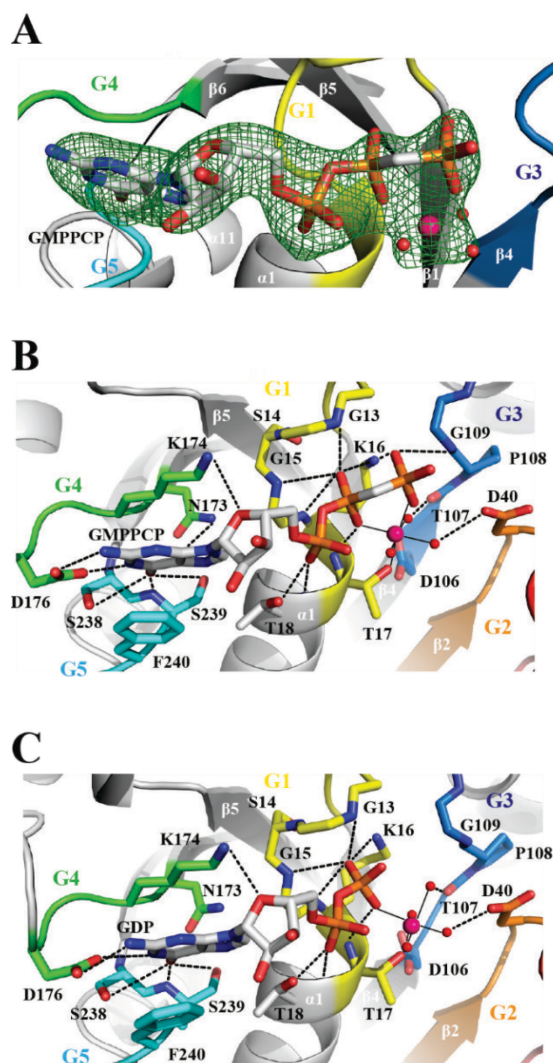 A
G4
β6
β5
G1
G3
GMPPCP
α11
G5
α1
β1
β4
B
G1
S14
G13
G3
β5
K16
G109
K174
G15
P108
G4
N173
T107
D40
GMPPCP
β4
D106
D176
S238
S239
α1
T18
T17
β2
G2
F240
G5
C
G1
S14
G13
G3
β5
K16
G109
K174
G15
P108
G4
N173
D40
GDP
T107
D106
D176
S239
α1
β4
S238
T18
T17
G2
β2
G5
F240